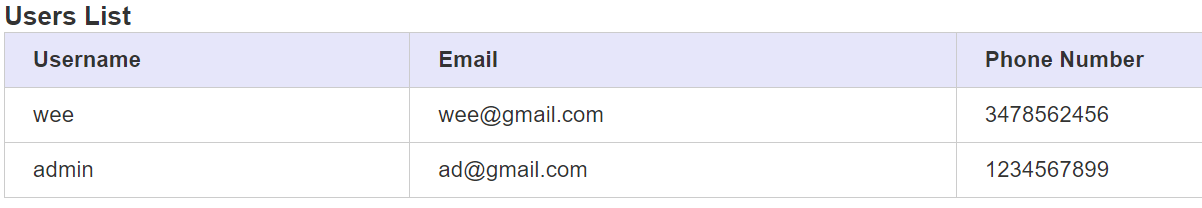 Users List
Username Email Phone Number
wee wee@gmail.com 3478562456
admin ad@gmail.com 1234567899